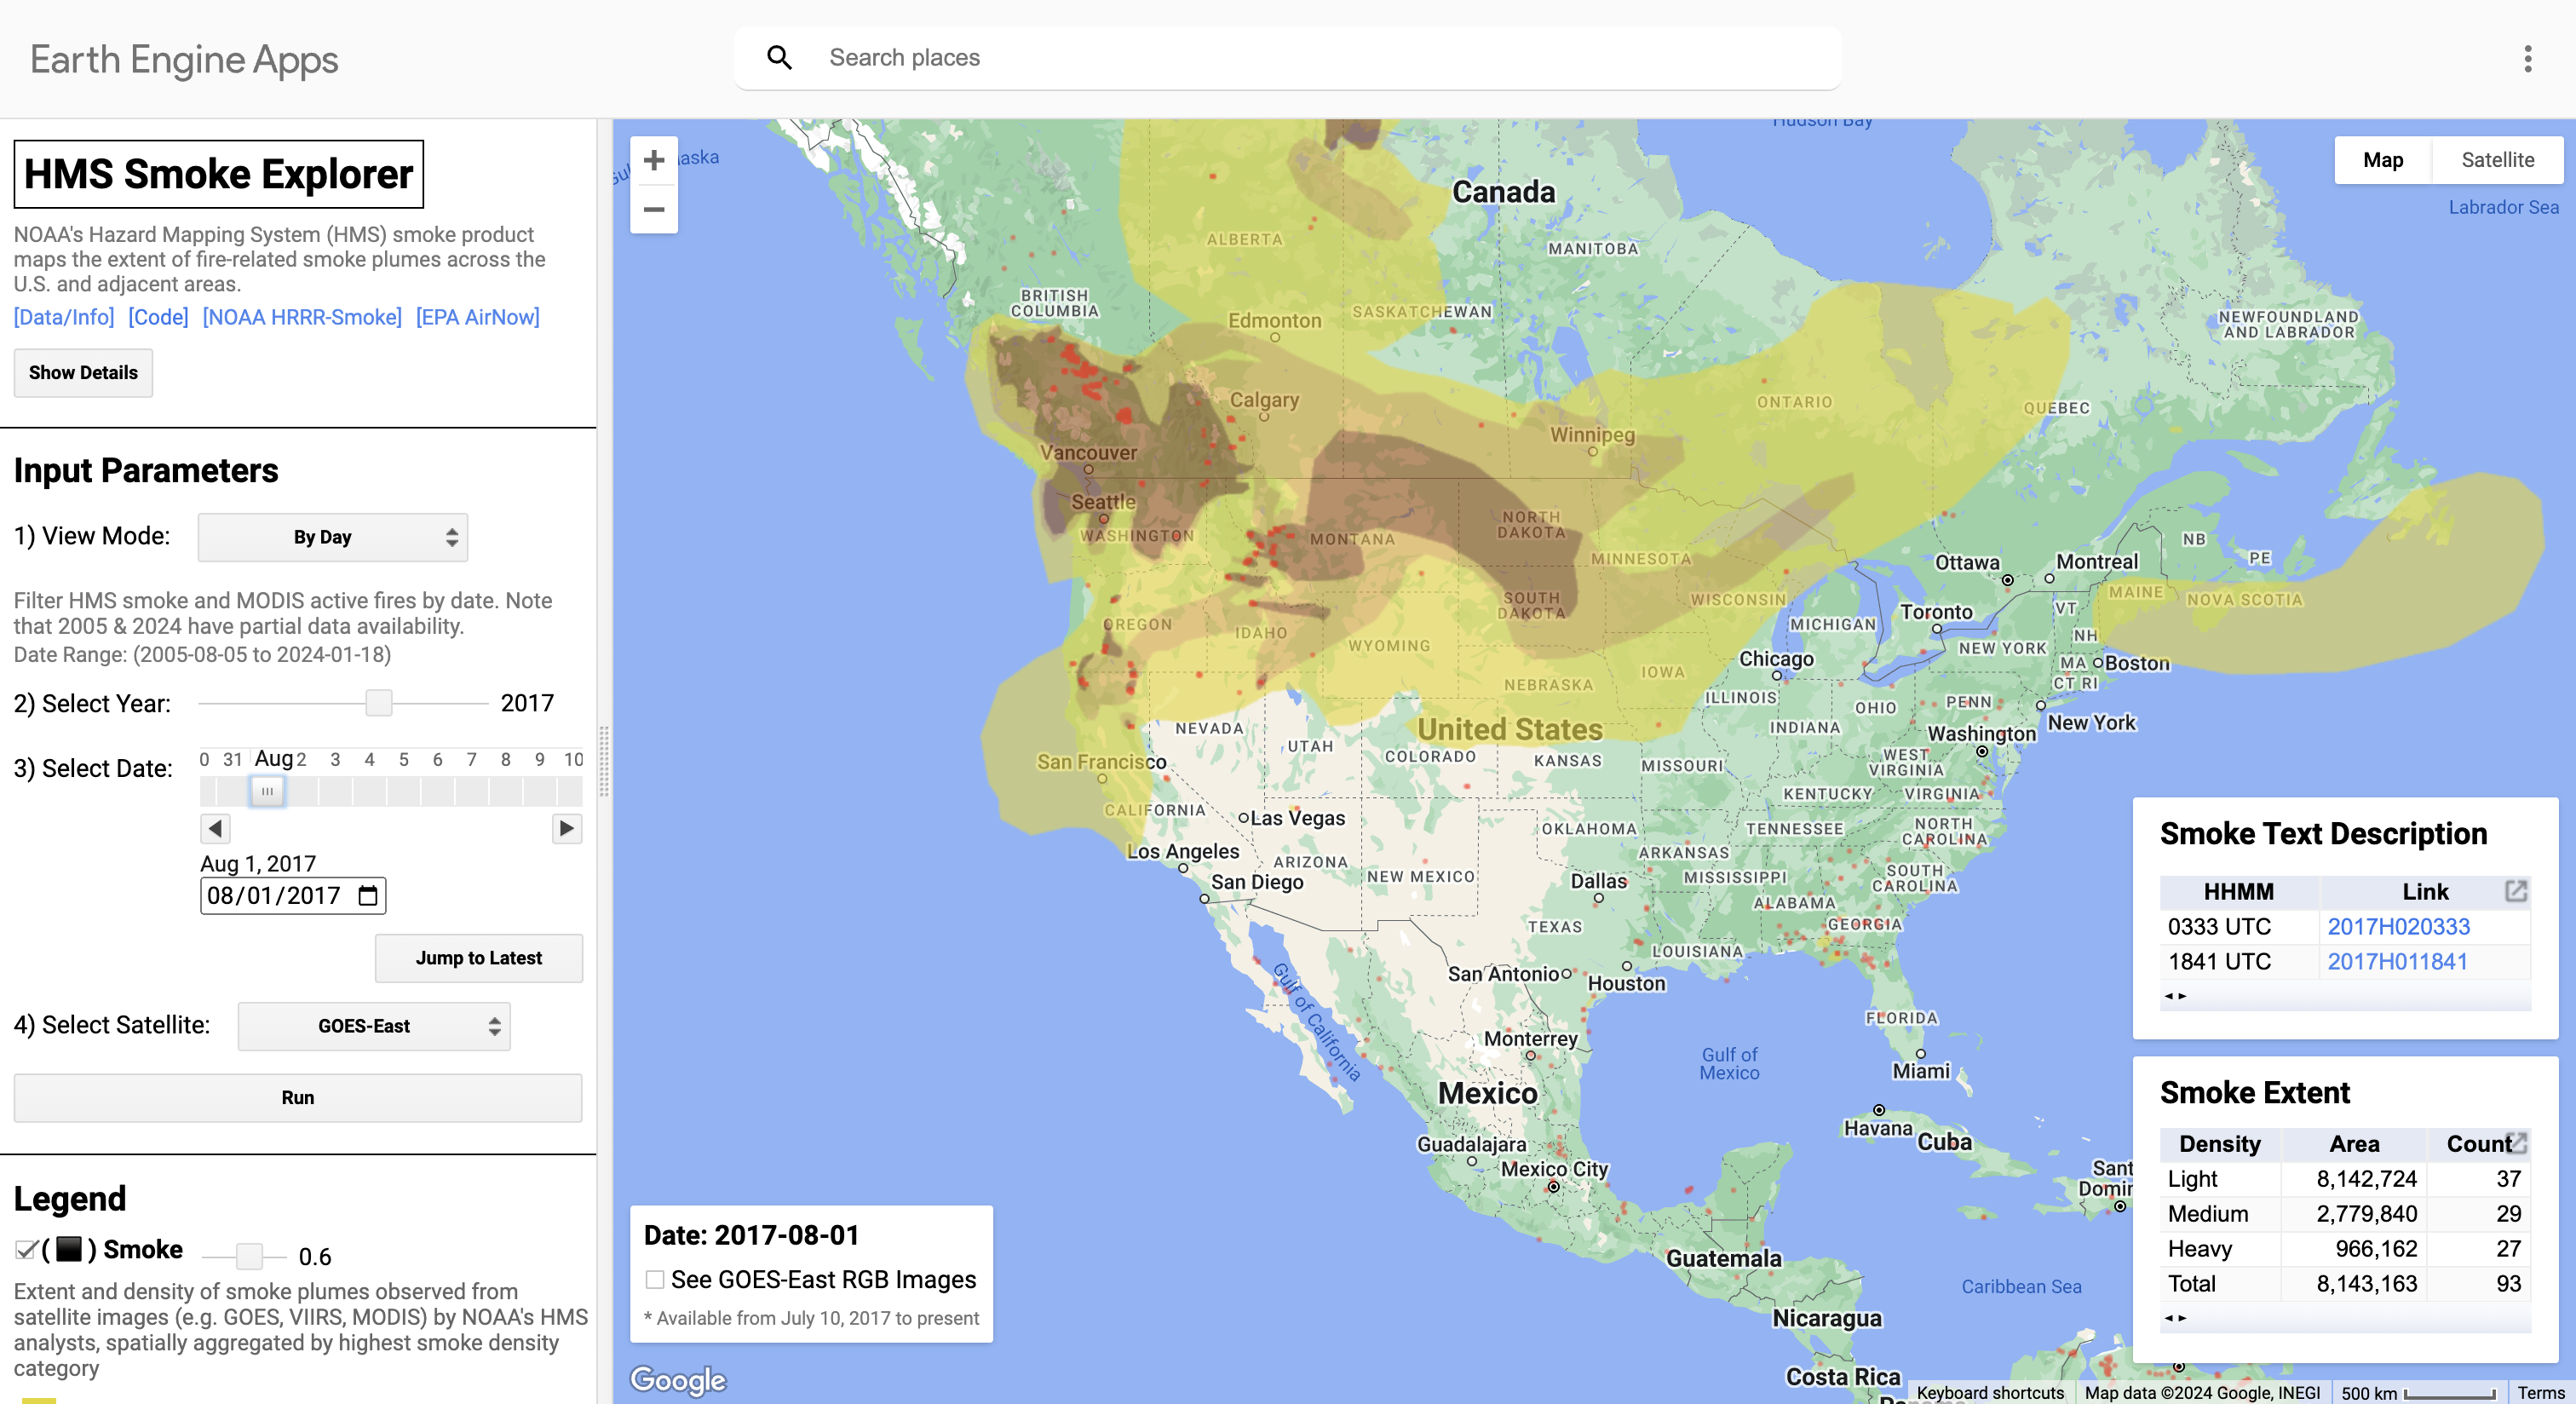 Earth Engine Apps
Search places
HMS Smoke Explorer
NOAA's Hazard Mapping System (HMS) smoke product
maps the extent of fire-related smoke plumes across the
U.S. and adjacent areas.
[Data/Info] [Code] [NOAA HRRR-Smoke] [EPA AirNow]
Show Details
Input Parameters
1) View Mode: By Day
Filter HMS smoke and MODIS active fires by date. Note
that 2005 & 2024 have partial data availability.
Date Range: (2005-08-05 to 2024-01-18)
2) Select Year: 2017
3) Select Date: 0 31 Aug 2 3 4 5 6 7 8 9 10
Aug 1, 2017
08/01/2017
Jump to Latest
4) Select Satellite: GOES-East
Run
Legend
( ) Smoke 0.6
Extent and density of smoke plumes observed from
satellite images (e.g. GOES, VIIRS, MODIS) by NOAA's HMS
analysts, spatially aggregated by highest smoke density
category
+
−
Map Satellite
Hudson Bay
Labrador Sea
Canada
ALBERTA
MANITOBA
BRITISH
COLUMBIA
SASKATCHEWAN
Edmonton
NEWFOUNDLAND
AND LABRADOR
Calgary
ONTARIO
QUEBEC
Winnipeg
Vancouver
Seattle
WASHINGTON
MONTANA
NORTH
DAKOTA
MINNESOTA
Ottawa
Montreal
NB
PE
MAINE
NOVA SCOTIA
SOUTH
DAKOTA
WISCONSIN
Toronto
VT
OREGON
IDAHO
MICHIGAN
NH
WYOMING
NEW YORK
Chicago
MA
Boston
IOWA
CT RI
NEBRASKA
ILLINOIS
OHIO
PENN
New York
NEVADA
United States
INDIANA
Washington
UTAH
COLORADO
KANSAS
MISSOURI
WEST
VIRGINIA
San Francisco
KENTUCKY
VIRGINIA
CALIFORNIA
Las Vegas
OKLAHOMA
TENNESSEE
NORTH
CAROLINA
Los Angeles
ARIZONA
NEW MEXICO
ARKANSAS
MISSISSIPPI
SOUTH
CAROLINA
San Diego
Dallas
ALABAMA
GEORGIA
TEXAS
LOUISIANA
San Antonio
Houston
Gulf of California
FLORIDA
Monterrey
Gulf of
Mexico
Miami
Mexico
Havana
Cuba
Guadalajara
Mexico City
Guatemala
Caribbean Sea
Nicaragua
Costa Rica
Smoke Text Description
HHMM Link
0333 UTC 2017H020333
1841 UTC 2017H011841
Smoke Extent
Density Area Count
Light 8,142,724 37
Medium 2,779,840 29
Heavy 966,162 27
Total 8,143,163 93
Date: 2017-08-01
See GOES-East RGB Images
* Available from July 10, 2017 to present
Google
Keyboard shortcuts Map data ©2024 Google, INEGI 500 km Terms